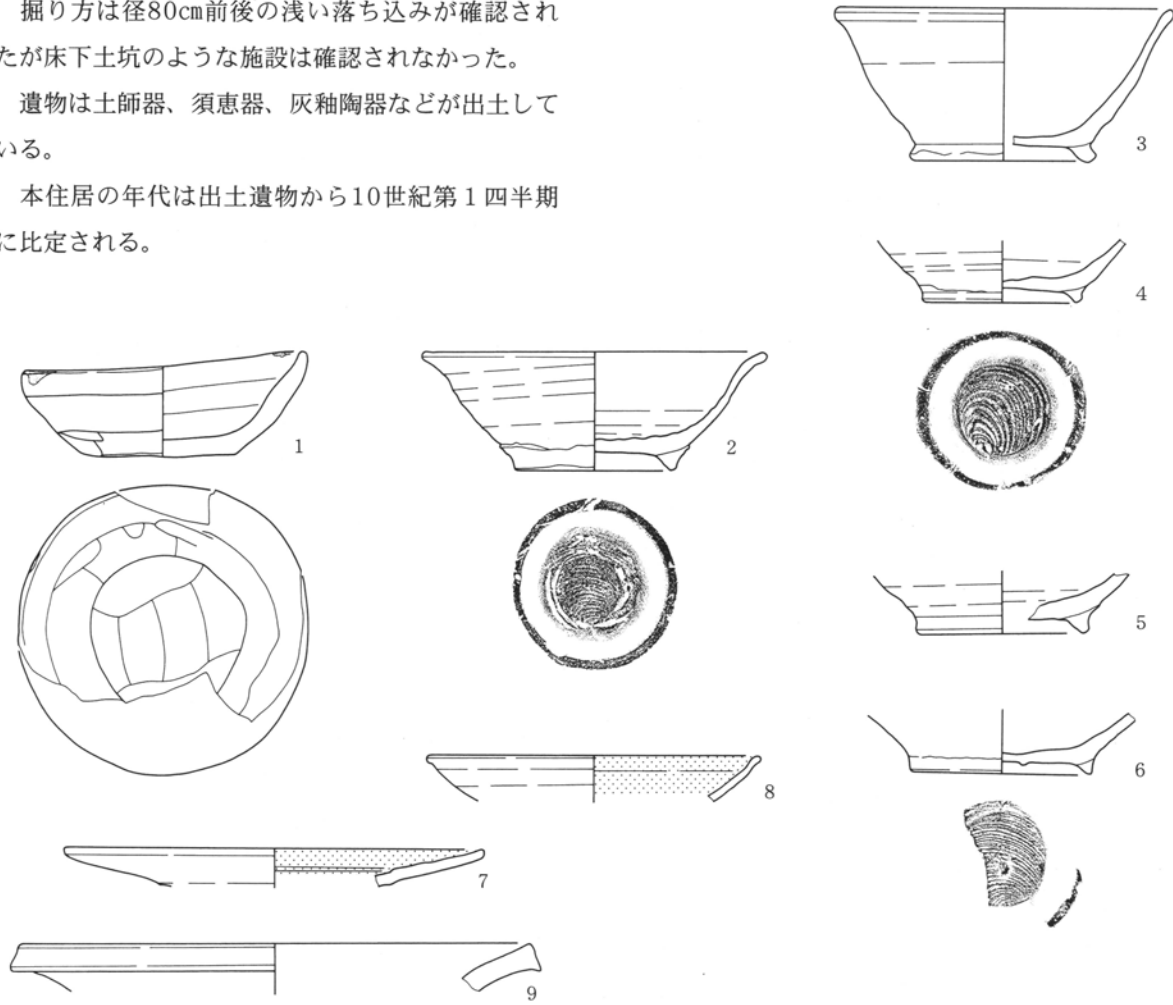 掘り方は径80㎝前後の浅い落ち込みが確認され
たが床下土坑のような施設は確認されなかった。
遺物は土師器、須恵器、灰釉陶器などが出土して
いる。
本住居の年代は出土遺物から10世紀第１四半期
に比定される。
3
4
1
2
5
6
8
7
9